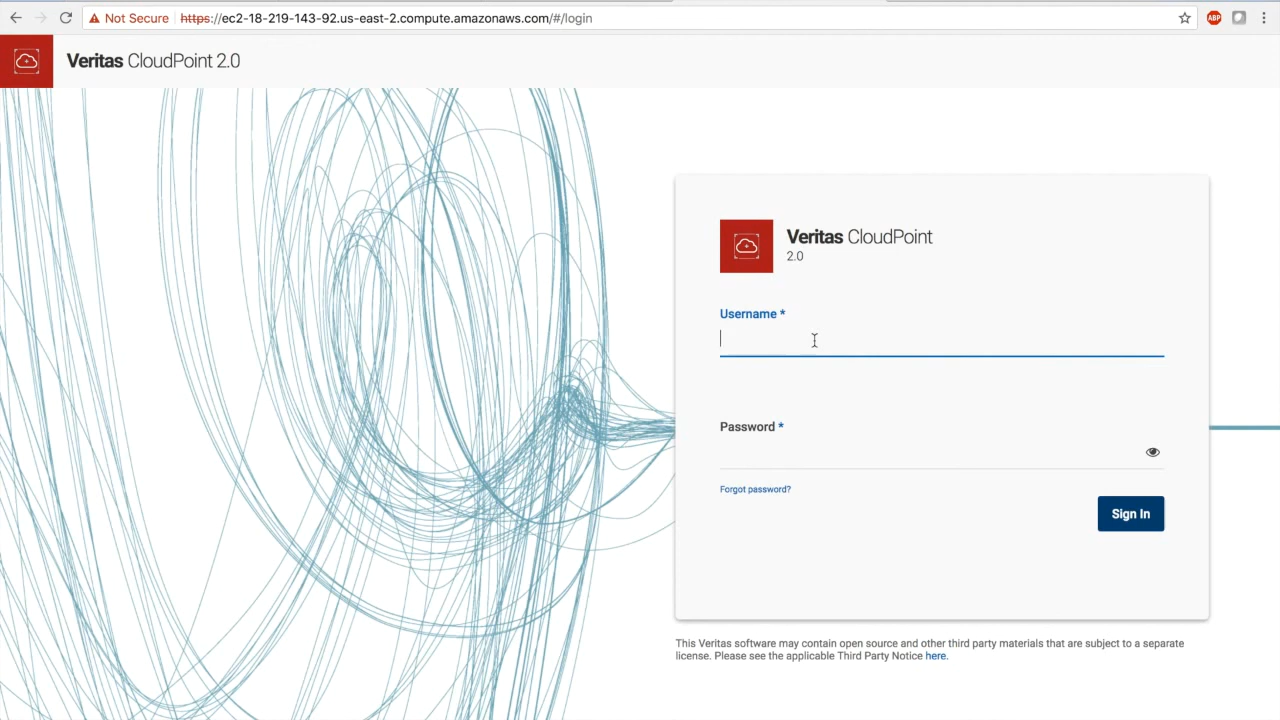 Not Secure https://ec2-18-219-143-92.us-east-2.compute.amazonaws.com/#/login
ABP
Veritas CloudPoint 2.0
Veritas CloudPoint
2.0
Username *
Password *
Forgot password?
Sign In
This Veritas software may contain open source and other third party materials that are subject to a separate
license. Please see the applicable Third Party Notice here.